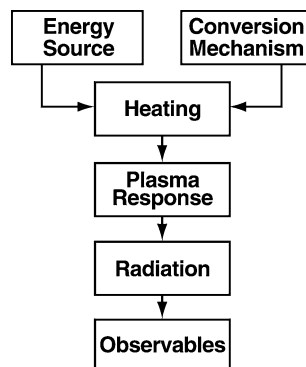 Energy
Source
Conversion
Mechanism
Heating
Plasma
Response
Radiation
Observables